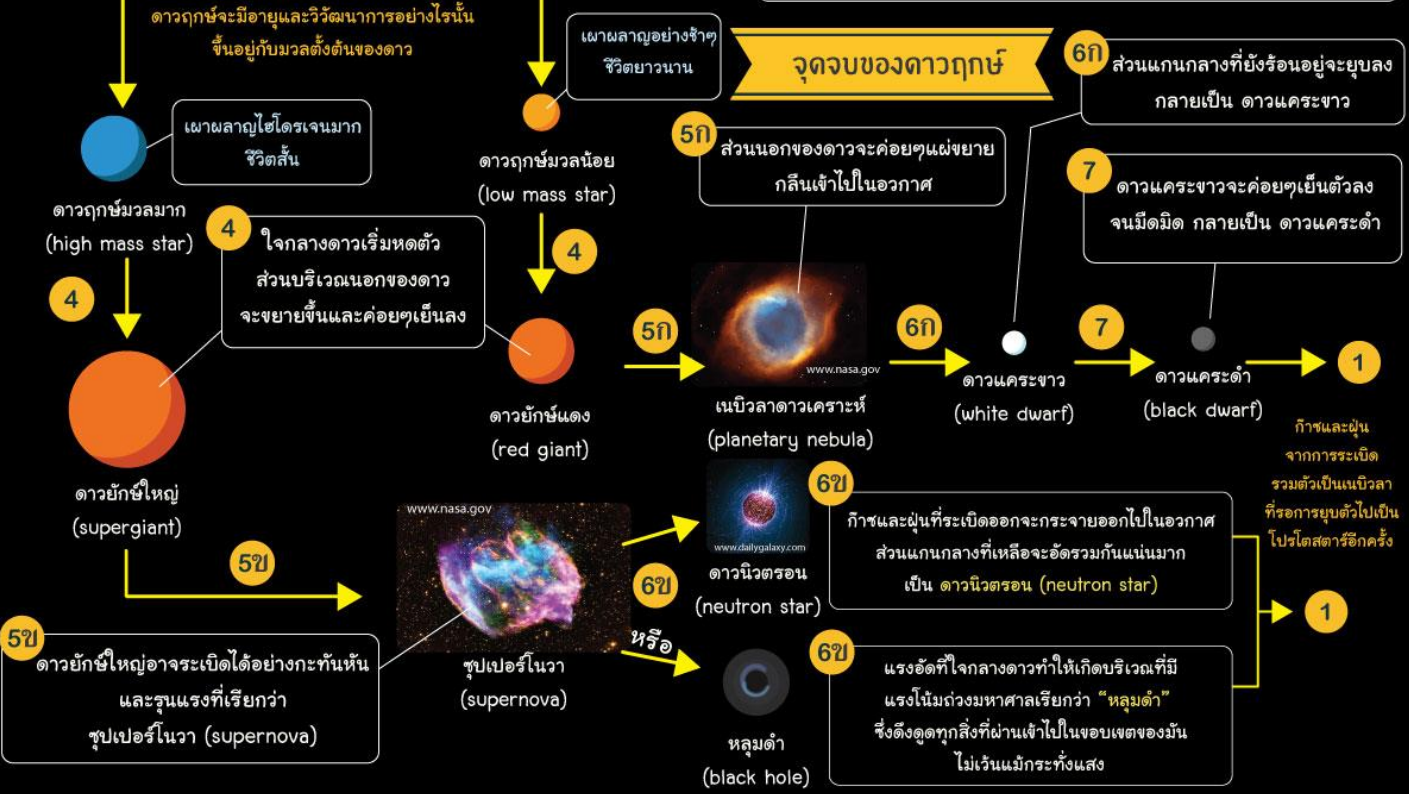 ดาวฤกษ์จะมีอายุและวิวัฒนาการอย่างไรนั้น
ขึ้นอยู่กับมวลตั้งต้นของดาว
เผาผลาญอย่างช้าๆ
ชีวิตยาวนาน
จุดจบของดาวฤกษ์
6ก
ส่วนแกนกลางที่ยังร้อนอยู่จะยุบลง
กลายเป็น ดาวแคระขาว
เผาผลาญไฮโดรเจนมาก
ชีวิตสั้น
ดาวฤกษ์มวลน้อย
(low mass star)
5ก
ส่วนนอกของดาวจะค่อยๆแผ่ขยาย
กลืนเข้าไปในอวกาศ
7
ดาวแคระขาวจะค่อยๆเย็นตัวลง
จนมืดมิด กลายเป็น ดาวแคระดำ
ดาวฤกษ์มวลมาก
(high mass star)
4
ใจกลางดาวเริ่มหดตัว
ส่วนบริเวณนอกของดาว
จะขยายขึ้นและค่อยๆเย็นลง
4
4
5ก
www.nasa.gov
6ก
7
1
ดาวยักษ์แดง
(red giant)
เนบิวลาดาวเคราะห์
(planetary nebula)
ดาวแคระขาว
(white dwarf)
ดาวแคระดำ
(black dwarf)
ก๊าซและฝุ่น
จากการระเบิด
รวมตัวเป็นเนบิวลา
ที่รอการยุบตัวไปเป็น
โปรโตสตาร์อีกครั้ง
ดาวยักษ์ใหญ่
(supergiant)
5ข
www.nasa.gov
6ข
หรือ
www.dailygalaxy.com
ดาวนิวตรอน
(neutron star)
6ข
ก๊าซและฝุ่นที่ระเบิดออกจะกระจายออกไปในอวกาศ
ส่วนแกนกลางที่เหลือจะอัดรวมกันแน่นมาก
เป็น ดาวนิวตรอน (neutron star)
1
5ข
ดาวยักษ์ใหญ่อาจระเบิดได้อย่างกะทันหัน
และรุนแรงที่เรียกว่า
ซุปเปอร์โนวา (supernova)
ซุปเปอร์โนวา
(supernova)
หลุมดำ
(black hole)
6ข
แรงอัดที่ใจกลางดาวทำให้เกิดบริเวณที่มี
แรงโน้มถ่วงมหาศาลเรียกว่า “หลุมดำ”
ซึ่งดึงดูดทุกสิ่งที่ผ่านเข้าไปในขอบเขตของมัน
ไม่เว้นแม้กระทั่งแสง